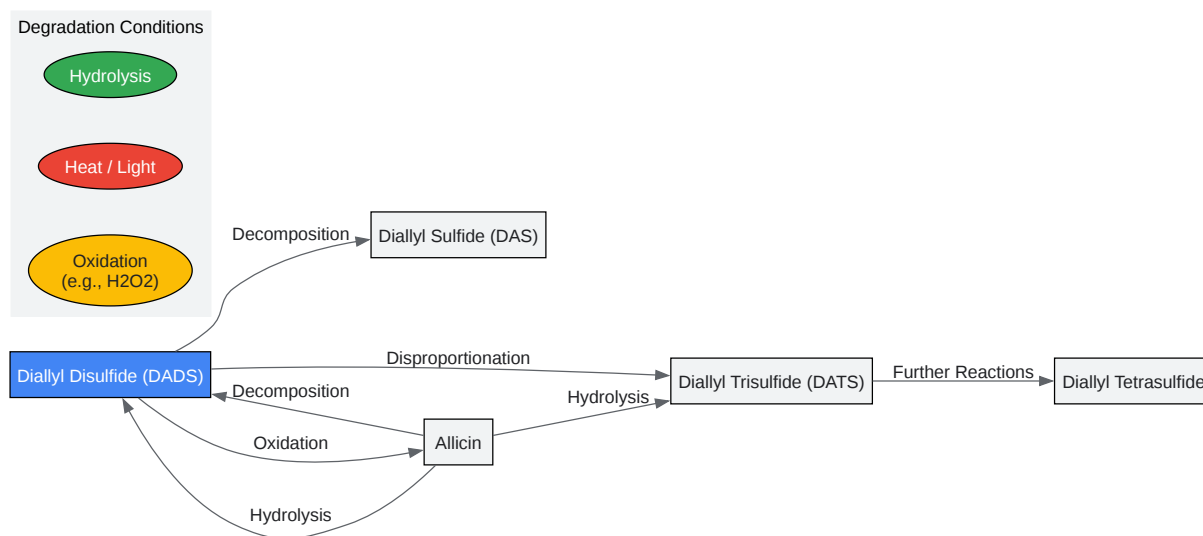 Degradation Conditions
Hydrolysis
Heat / Light
Oxidation
(e.g., H2O2)
Decomposition
Diallyl Sulfide (DAS)
Diallyl Disulfide (DADS)
Disproportionation
Decomposition
Hydrolysis
Diallyl Trisulfide (DATS)
Further Reactions
Diallyl Tetrasulfide
Oxidation
Allicin
Hydrolysis